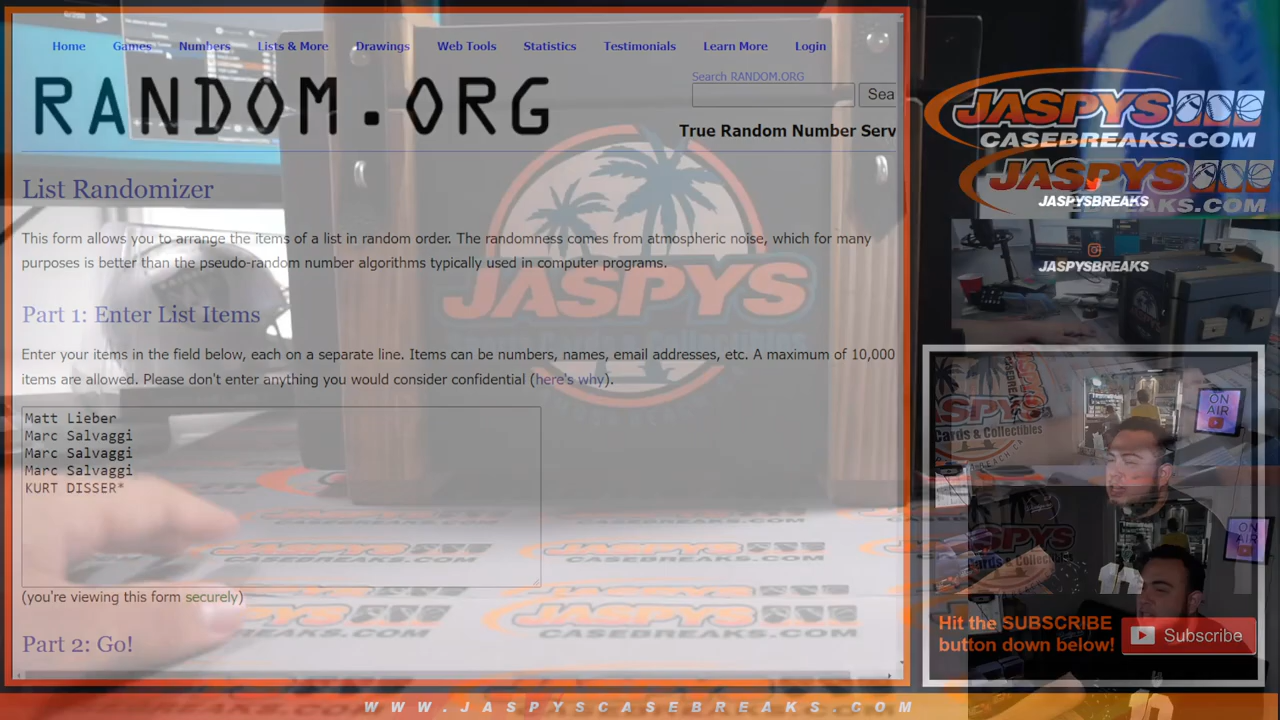 Home Games Numbers Lists & More Drawings Web Tools Statistics Testimonials Learn More Login
RANDOM.ORG
Search RANDOM.ORG
Sea
True Random Number Serv
List Randomizer
This form allows you to arrange the items of a list in random order. The randomness comes from atmospheric noise, which for many
purposes is better than the pseudo-random number algorithms typically used in computer programs.
Part 1: Enter List Items
Enter your items in the field below, each on a separate line. Items can be numbers, names, email addresses, etc. A maximum of 10,000
items are allowed. Please don't enter anything you would consider confidential (here's why).
Matt Lieber
Marc Salvaggi
Marc Salvaggi
Marc Salvaggi
KURT DISSER*
(you're viewing this form securely)
Part 2: Go!
JASPYS
JASPYS
CASEBREAKS.COM
JASPYS
JASPYSBREAKS
JASPYSBREAKS
ON
AIR
Cards & Collectibles
ON
AIR
Hit the SUBSCRIBE
button down below!
Subscribe
WWW.JASPYSCASEBREAKS.COM